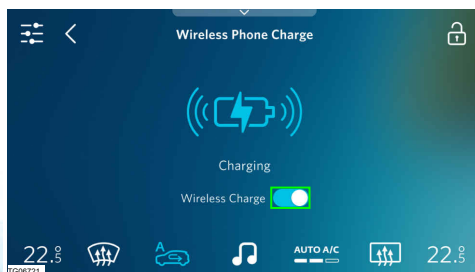 Wireless Phone Charge
Charging
Wireless Charge
A
22.5° AUTO A/C 22.5°
TG06721